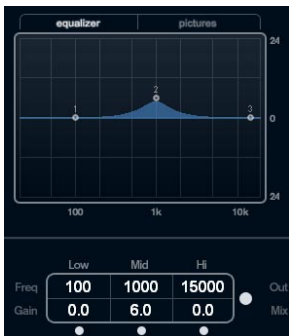 equalizer pictures
24
2
1 3 0
24
100 1k 10k
Low Mid Hi
Freq 100 1000 15000 Out
Gain 0.0 6.0 0.0 Mix